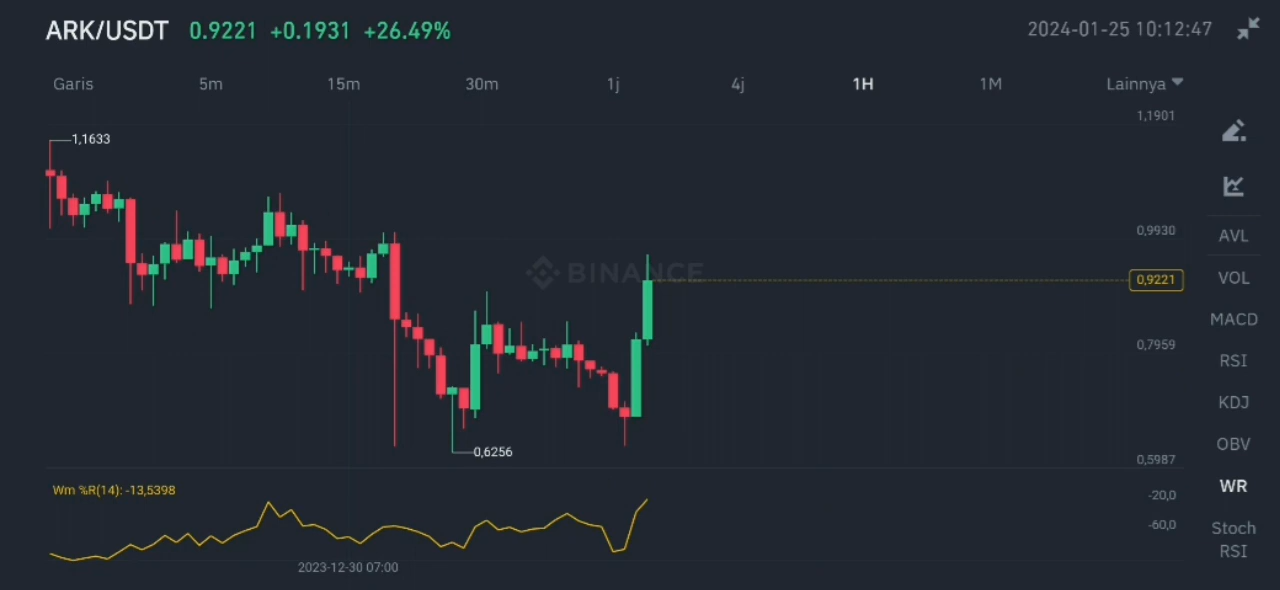 ARK/USDT 0.9221 +0.1931 +26.49% 2024-01-25 10:12:47
Garis 5m 15m 30m 1j 4j 1H 1M Lainnya
1,1901
1,1633
0,9930
AVL
BINANCE
0,9221
VOL
MACD
0,7959
RSI
KDJ
OBV
0,6256
0,5987
Wm %R(14): -13,5398
WR
-20,0
-60,0
Stoch
RSI
2023-12-30 07:00